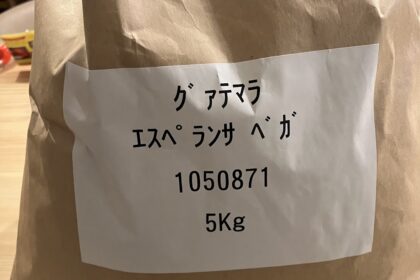 ｸﾞｧﾃﾏﾗ
ｴｽﾍﾟﾗﾝｻ ﾍﾞｶﾞ
1050871
5Kg